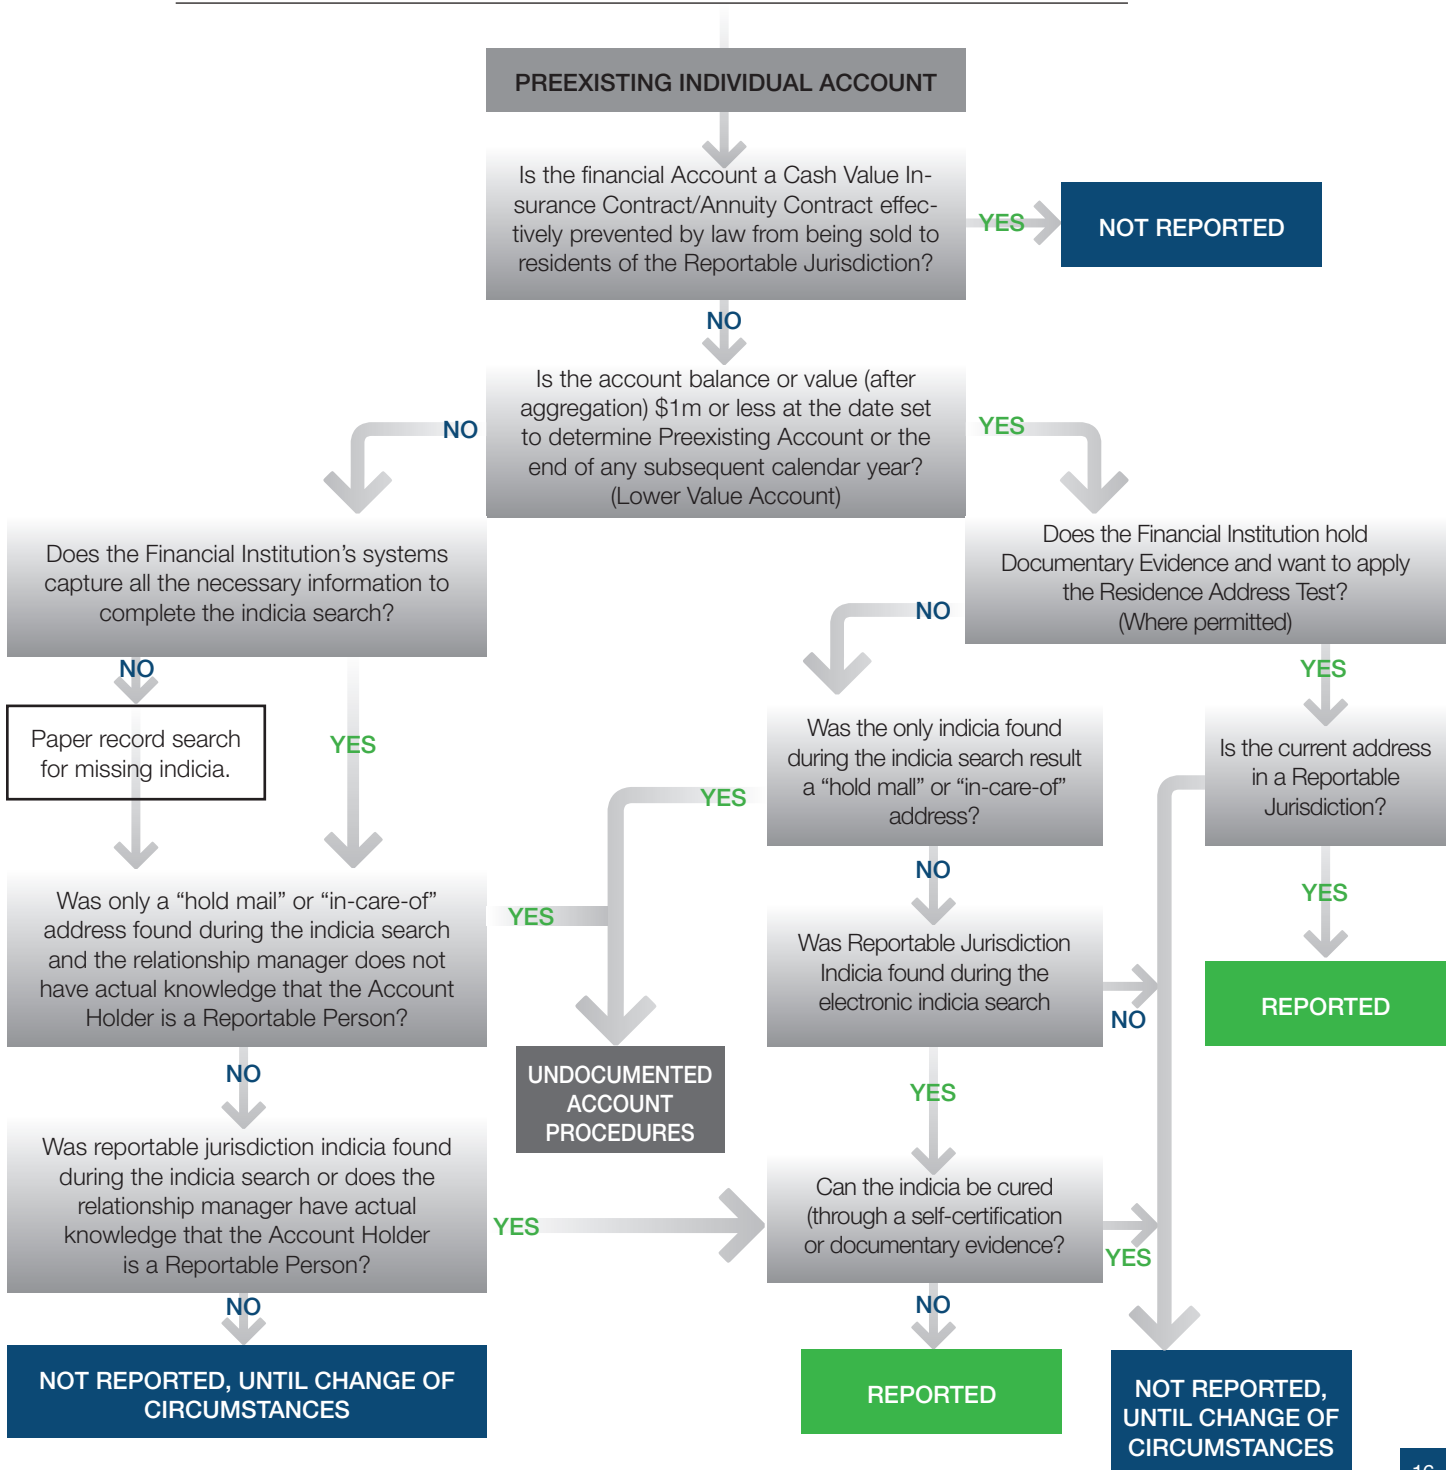 PREEXISTING INDIVIDUAL ACCOUNT
Is the financial Account a Cash Value In-
surance Contract/Annuity Contract effec-
tively prevented by law from being sold to
residents of the Reportable Jurisdiction?
YES
NOT REPORTED
NO
Is the account balance or value (after
aggregation) $1m or less at the date set
to determine Preexisting Account or the
end of any subsequent calendar year?
(Lower Value Account)
NO
YES
Does the Financial Institution’s systems
capture all the necessary information to
complete the indicia search?
Does the Financial Institution hold
Documentary Evidence and want to apply
the Residence Address Test?
(Where permitted)
NO
NO
YES
Paper record search
for missing indicia.
YES
Was the only indicia found
during the indicia search result
a “hold mall” or “in-care-of”
address?
Is the current address
in a Reportable
Jurisdiction?
YES
NO
YES
Was only a “hold mail” or “in-care-of”
address found during the indicia search
and the relationship manager does not
have actual knowledge that the Account
Holder is a Reportable Person?
YES
Was Reportable Jurisdiction
Indicia found during the
electronic indicia search
NO
REPORTED
NO
UNDOCUMENTED
ACCOUNT
PROCEDURES
YES
Was reportable jurisdiction indicia found
during the indicia search or does the
relationship manager have actual
knowledge that the Account Holder
is a Reportable Person?
YES
Can the indicia be cured
(through a self-certification
or documentary evidence?
YES
NO
NO
NOT REPORTED, UNTIL CHANGE OF
CIRCUMSTANCES
REPORTED
NOT REPORTED,
UNTIL CHANGE OF
CIRCUMSTANCES